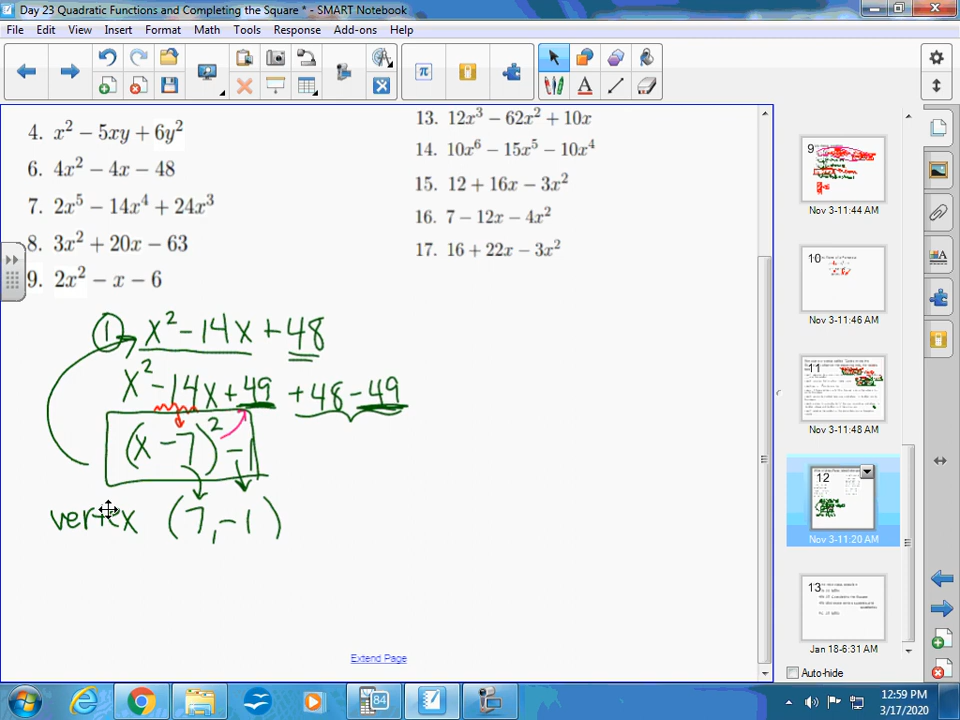 Day 23 Quadratic Functions and Completing the Square * - SMART Notebook
File Edit View Insert Format Math Tools Response Add-ons Help
4. x² − 5xy + 6y²
6. 4x² − 4x − 48
7. 2x⁵ − 14x⁴ + 24x³
8. 3x² + 20x − 63
9. 2x² − x − 6
13. 12x³ − 62x² + 10x
14. 10x⁶ − 15x⁵ − 10x⁴
15. 12 + 16x − 3x²
16. 7 − 12x − 4x²
17. 16 + 22x − 3x²
① x² − 14x + 48
x² − 14x + 49 + 48 − 49
(x − 7)² − 1
vertex (7, −1)
Extend Page
9
Nov 3-11:44 AM
10
Nov 3-11:46 AM
11
Nov 3-11:48 AM
12
Nov 3-11:20 AM
13
Jan 18-6:31 AM
Auto-hide
84
12:59 PM
3/17/2020